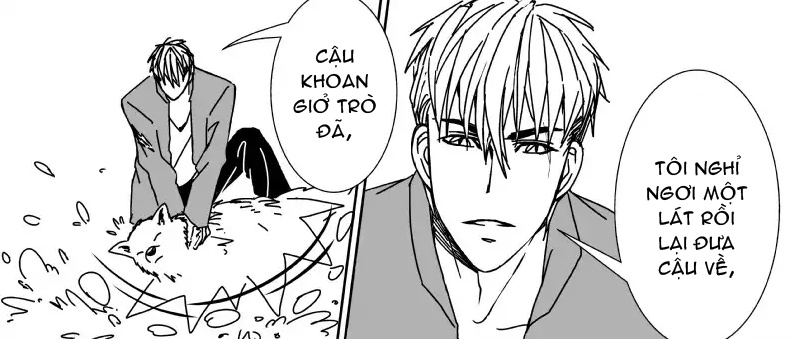 CẬU
KHOAN
GIỞ TRÒ
ĐÃ,
TÔI NGHỈ
NGƠI MỘT
LÁT RỒI
LẠI ĐƯA
CẬU VỀ,